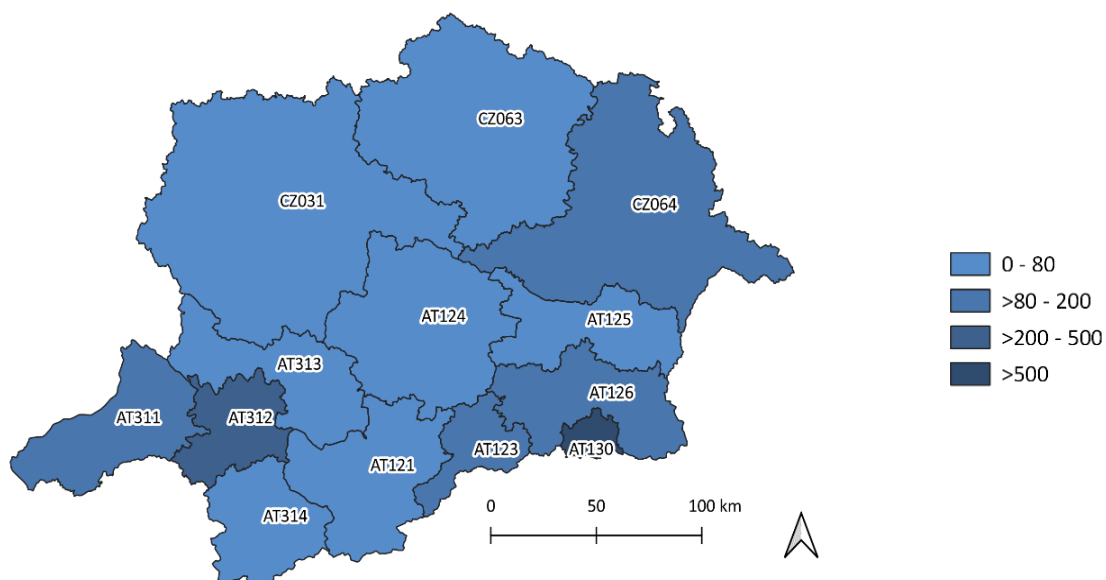 CZ063
CZ031
CZ064
AT124
AT125
AT313
AT126
AT311
AT312
AT123
AT130
AT121
AT314
0 50 100 km
0 - 80
>80 - 200
>200 - 500
>500